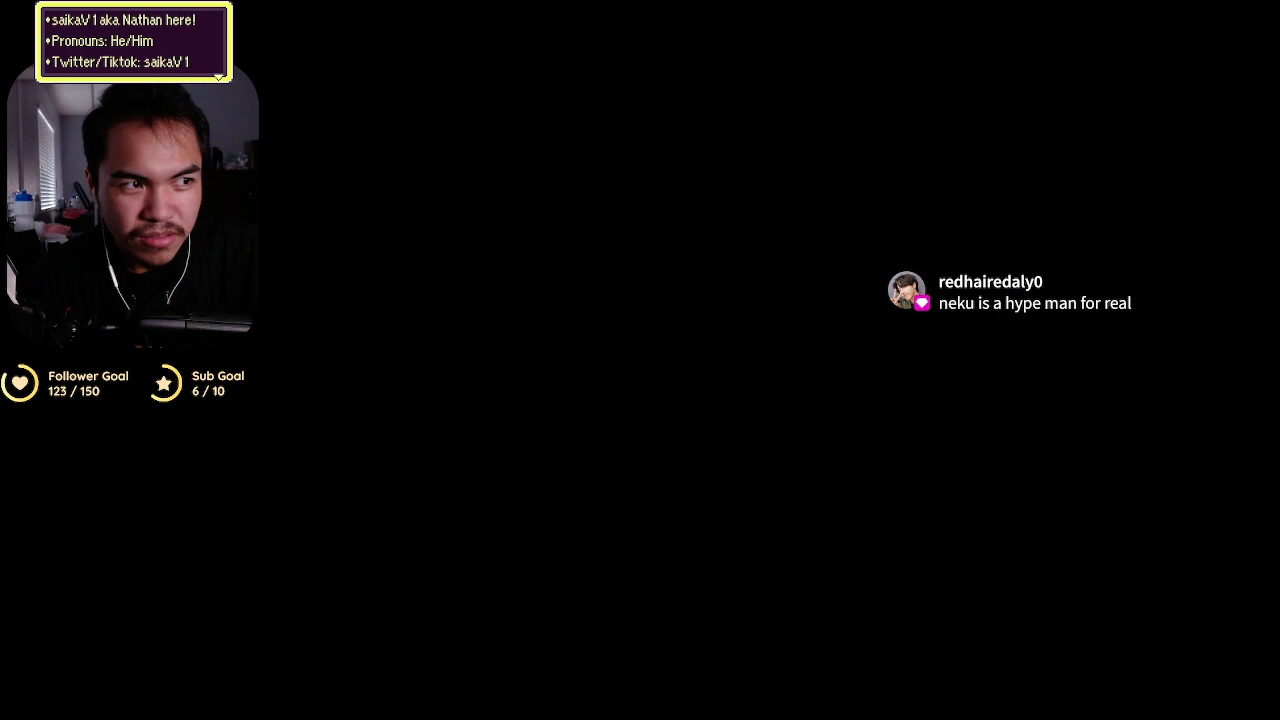 •saikaV1 aka Nathan here!
•Pronouns: He/Him
•Twitter/Tiktok: saikaV1
redhairedaly0
neku is a hype man for real
Follower Goal
123 / 150
Sub Goal
6 / 10